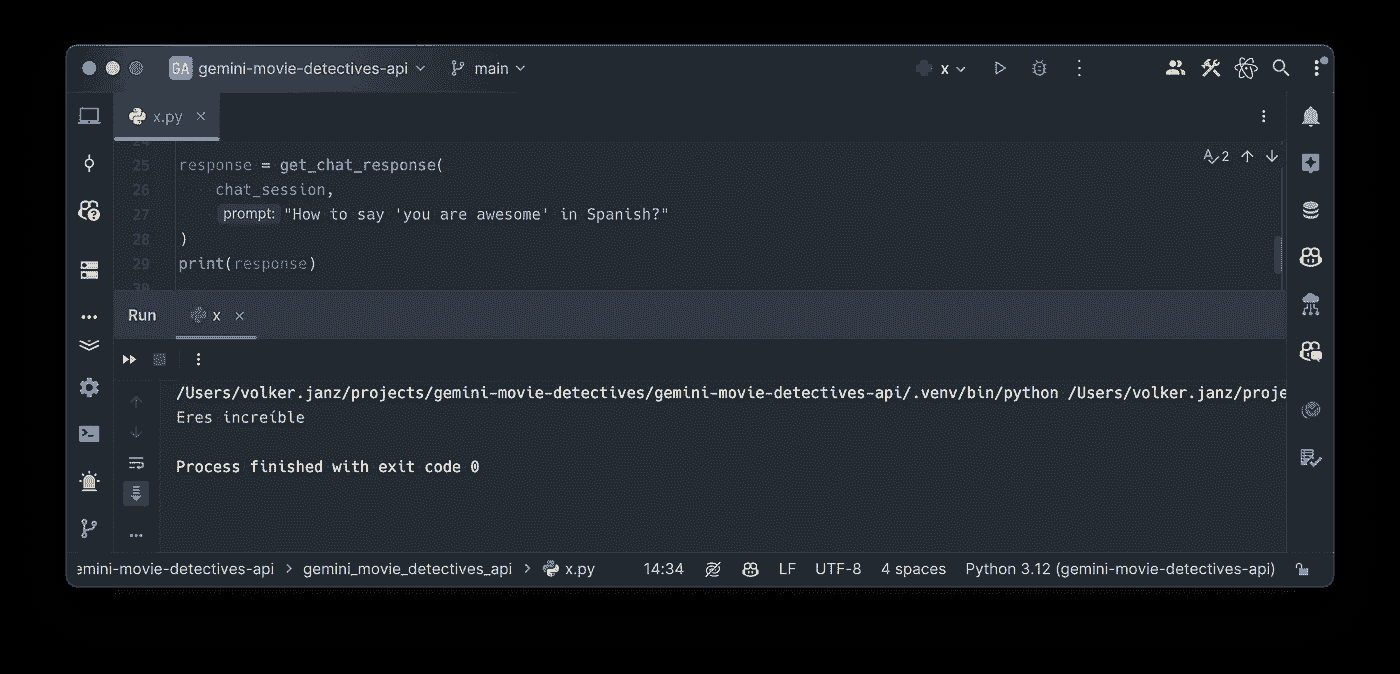 GA gemini-movie-detectives-api main x
x.py
24
25 response = get_chat_response(
2
26 chat_session,
27 prompt: "How to say 'you are awesome' in Spanish?"
28 )
29 print(response)
30
Run x
/Users/volker.janz/projects/gemini-movie-detectives/gemini-movie-detectives-api/.venv/bin/python /Users/volker.janz/proje
Eres increíble
Process finished with exit code 0
emini-movie-detectives-api > gemini_movie_detectives_api > x.py 14:34 LF UTF-8 4 spaces Python 3.12 (gemini-movie-detectives-api)